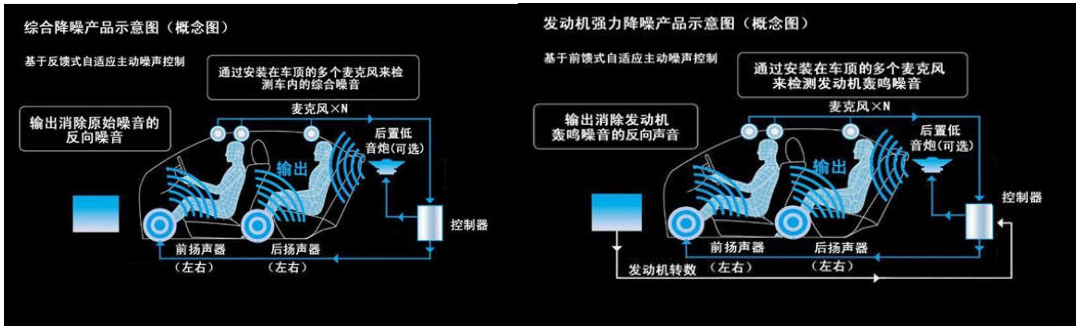 综合降噪产品示意图（概念图）
基于反馈式自适应主动噪声控制
通过安装在车顶的多个麦克风来检
测车内的综合噪音
麦克风×N
输出消除原始噪音的
反向噪音
后置低
音炮(可选)
输出
控制器
前扬声器
（左右）
后扬声器
（左右）
发动机强力降噪产品示意图（概念图）
基于前馈式自适应主动噪声控制
通过安装在车顶的多个麦克风
来检测发动机轰鸣噪音
麦克风×N
输出消除发动机
轰鸣噪音的反向声音
后置低
音炮(可选)
输出
控制器
前扬声器
（左右）
后扬声器
（左右）
发动机转数